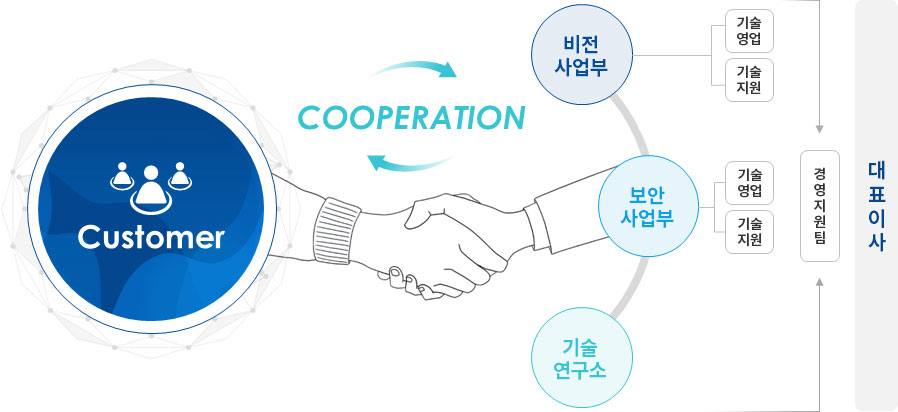 Customer
COOPERATION
비전
사업부
기술
영업
기술
지원
보안
사업부
기술
영업
기술
지원
기술
연구소
경
영
지
원
팀
대
표
이
사